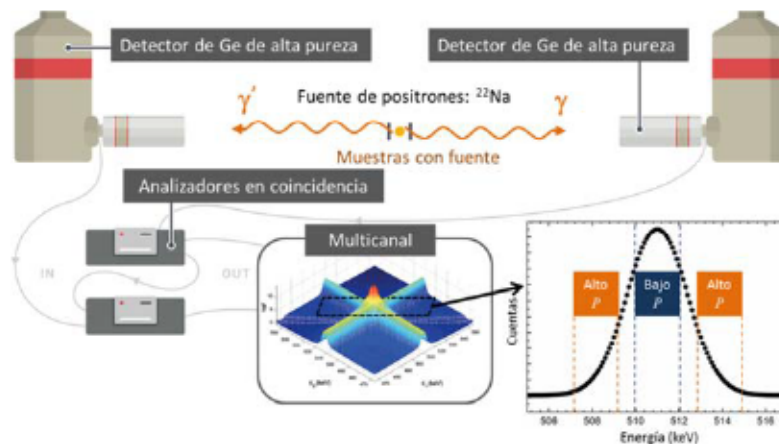 Detector de Ge de alta pureza
Detector de Ge de alta pureza
γ'
Fuente de positrones: ²²Na
γ
Muestras con fuente
Analizadores en coincidencia
IN
OUT
Multicanal
Alto
P
Bajo
P
Alto
P
Cuentas
506 508 510 512 514 516
Energía (keV)